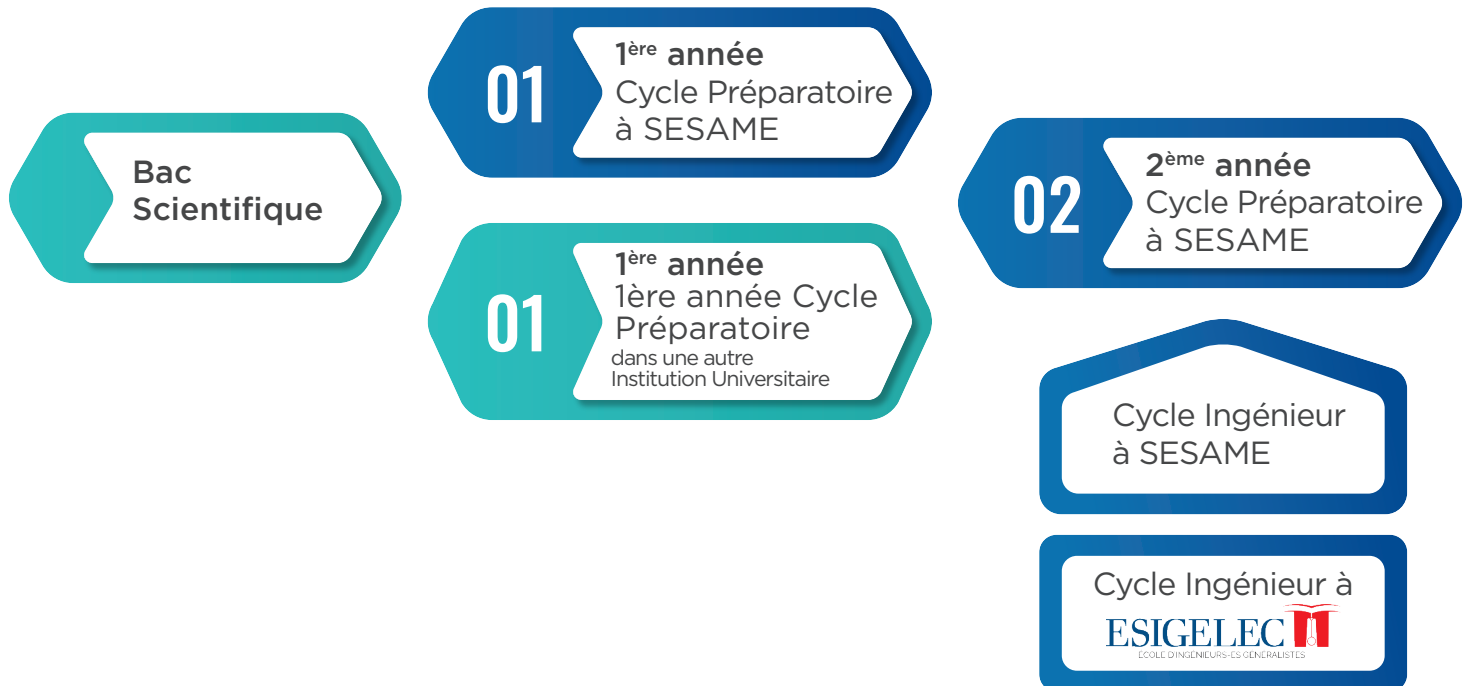 Bac
Scientifique
01
1ère année
Cycle Préparatoire
à SESAME
01
1ère année
1ère année Cycle
Préparatoire
dans une autre
Institution Universitaire
02
2ème année
Cycle Préparatoire
à SESAME
Cycle Ingénieur
à SESAME
Cycle Ingénieur à
ESIGELEC
ÉCOLE D'INGÉNIEURS-ES GÉNÉRALISTES